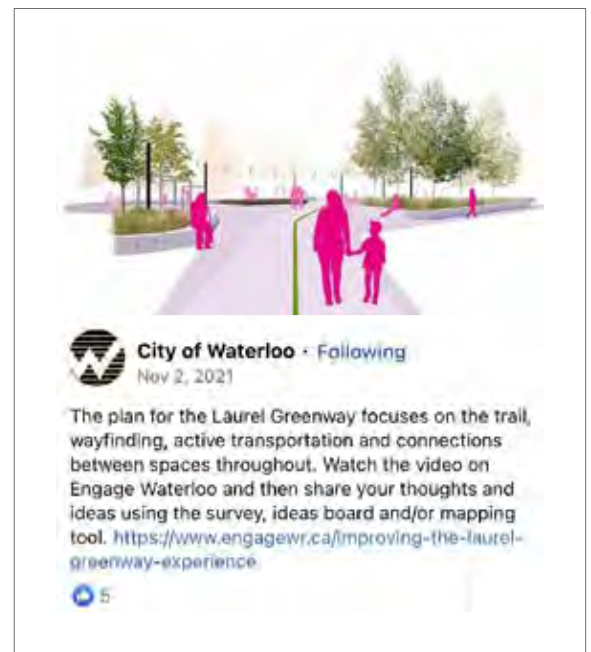 City of Waterloo · Following
Nov 2, 2021
The plan for the Laurel Greenway focuses on the trail,
wayfinding, active transportation and connections
between spaces throughout. Watch the video on
Engage Waterloo and then share your thoughts and
ideas using the survey, ideas board and/or mapping
tool. https://www.engagewr.ca/improving-the-laurel-
greenway-experience
5